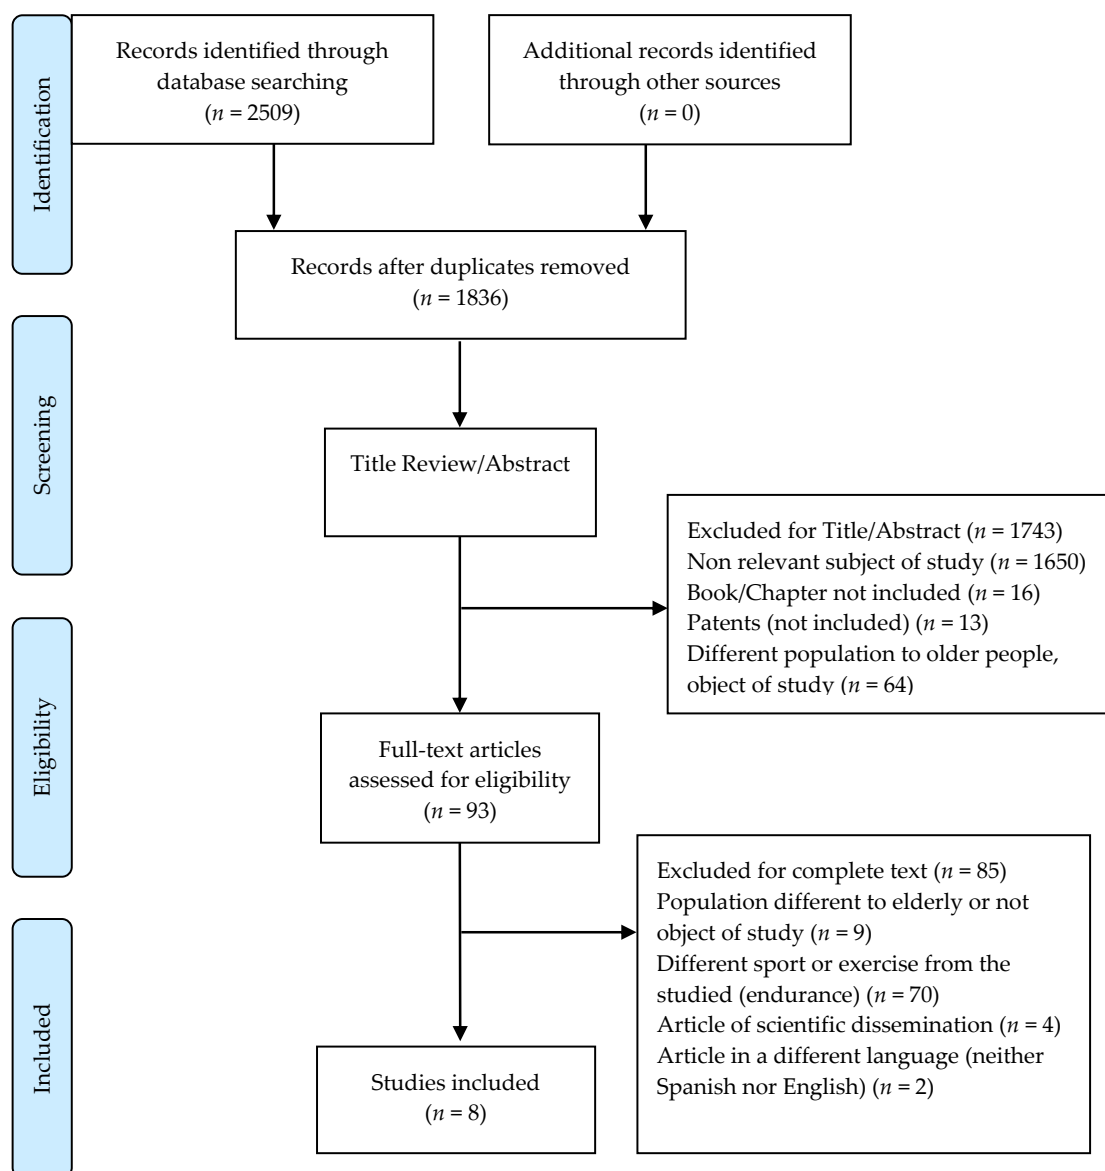 Identification
Records identified through
database searching
(n = 2509)
Additional records identified
through other sources
(n = 0)
Records after duplicates removed
(n = 1836)
Screening
Title Review/Abstract
Excluded for Title/Abstract (n = 1743)
Non relevant subject of study (n = 1650)
Book/Chapter not included (n = 16)
Patents (not included) (n = 13)
Different population to older people,
object of study (n = 64)
Eligibility
Full-text articles
assessed for eligibility
(n = 93)
Excluded for complete text (n = 85)
Population different to elderly or not
object of study (n = 9)
Different sport or exercise from the
studied (endurance) (n = 70)
Article of scientific dissemination (n = 4)
Article in a different language (neither
Spanish nor English) (n = 2)
Included
Studies included
(n = 8)